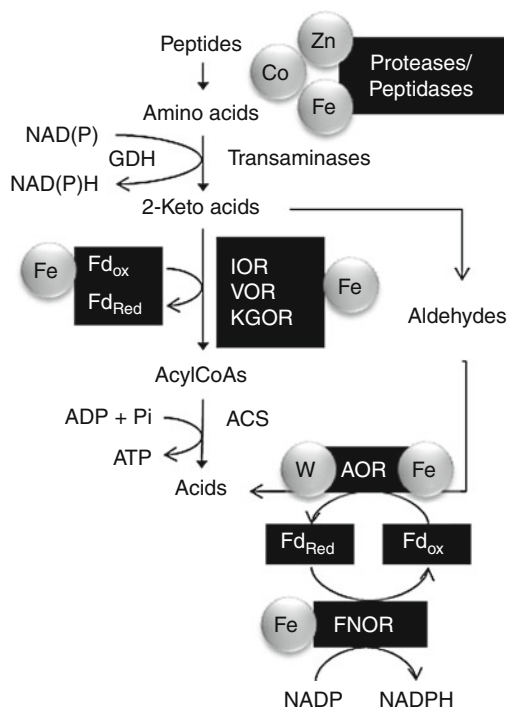 Peptides
Zn
Co
Fe
Proteases/
Peptidases
Amino acids
NAD(P)
GDH
Transaminases
NAD(P)H
2-Keto acids
Fe
Fd_ox
Fd_Red
IOR
VOR
KGOR
Fe
Aldehydes
AcylCoAs
ADP + Pi
ACS
ATP
Acids
W
AOR
Fe
Fd_Red
Fd_ox
Fe
FNOR
NADP
NADPH